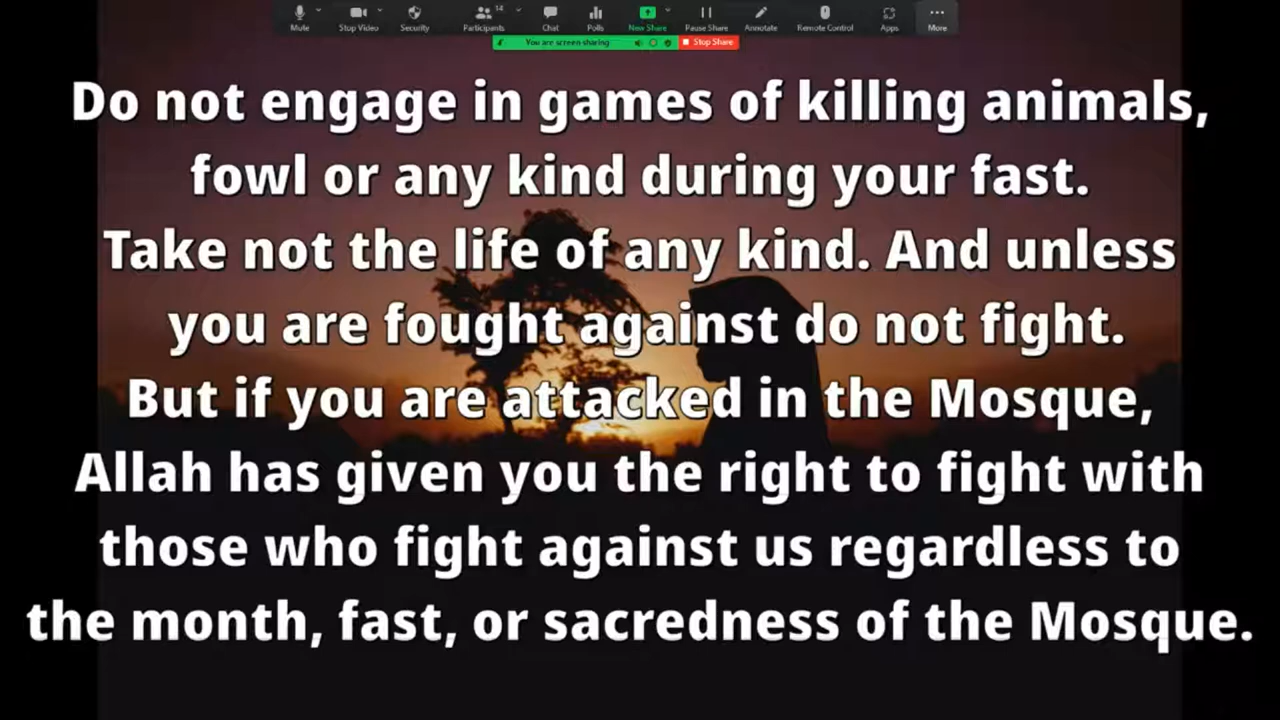 Mute
Stop Video
Security
Participants
14
Chat
Polls
New Share
Pause Share
Annotate
Remote Control
Apps
More
You are screen sharing
Stop Share
Do not engage in games of killing animals,
fowl or any kind during your fast.
Take not the life of any kind. And unless
you are fought against do not fight.
But if you are attacked in the Mosque,
Allah has given you the right to fight with
those who fight against us regardless to
the month, fast, or sacredness of the Mosque.